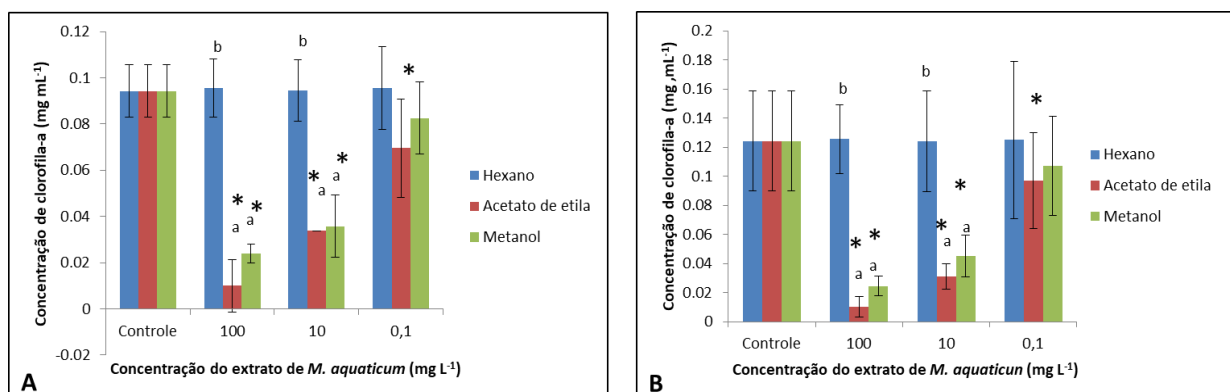 Concentração de clorofila-a (mg mL-1)
0.12
0.1
0.08
0.06
0.04
0.02
0
-0.02
b
b
*
* *
a a
* *
a a
Controle 100 10 0,1
Hexano
Acetato de etila
Metanol
Concentração do extrato de M. aquaticum (mg L-1)
A
Concentração de clorofila-a (mg ,mL-1)
0.2
0.18
0.16
0.14
0.12
0.1
0.08
0.06
0.04
0.02
0
b
b
*
* *
a a
* *
a a
Controle 100 10 0,1
Hexano
Acetato de etila
Metanol
Concentração do extrato de M. aquaticun (mg L-1)
B